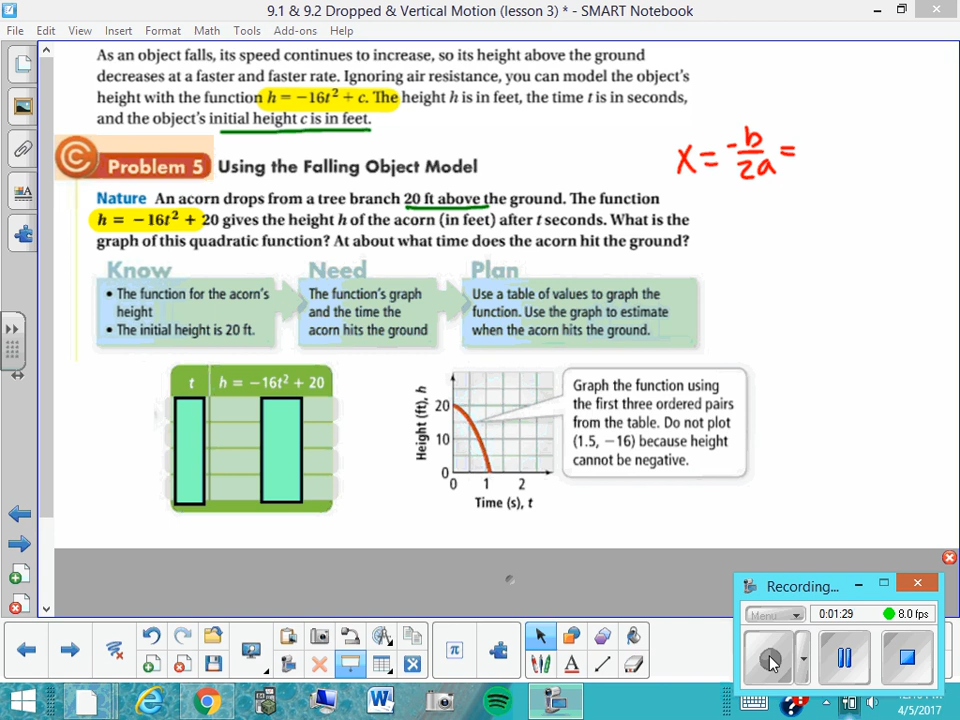 9.1 & 9.2 Dropped & Vertical Motion (lesson 3) * - SMART Notebook
File Edit View Insert Format Math Tools Add-ons Help
As an object falls, its speed continues to increase, so its height above the ground
decreases at a faster and faster rate. Ignoring air resistance, you can model the object's
height with the function h = −16t² + c. The height h is in feet, the time t is in seconds,
and the object's initial height c is in feet.
x = -b/2a =
C Problem 5 Using the Falling Object Model
Nature An acorn drops from a tree branch 20 ft above the ground. The function
h = −16t² + 20 gives the height h of the acorn (in feet) after t seconds. What is the
graph of this quadratic function? At about what time does the acorn hit the ground?
Know
• The function for the acorn's
height
• The initial height is 20 ft.
Need
The function's graph
and the time the
acorn hits the ground
Plan
Use a table of values to graph the
function. Use the graph to estimate
when the acorn hits the ground.
t h = −16t² + 20
Height (ft), h
20
10
0
0 1 2
Time (s), t
Graph the function using
the first three ordered pairs
from the table. Do not plot
(1.5, −16) because height
cannot be negative.
Recording...
Menu 0:01:29 8.0 fps
π
A
W
4/5/2017